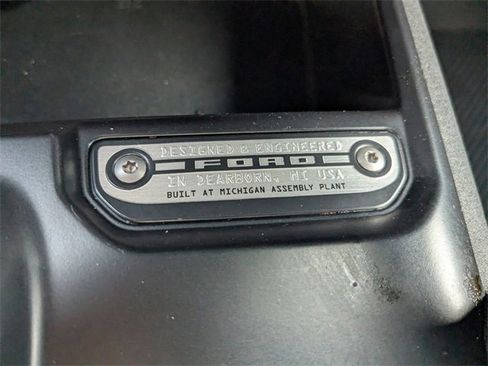 DESIGNED & ENGINEERED
FORD
IN DEARBORN, MI USA
BUILT AT MICHIGAN ASSEMBLY PLANT